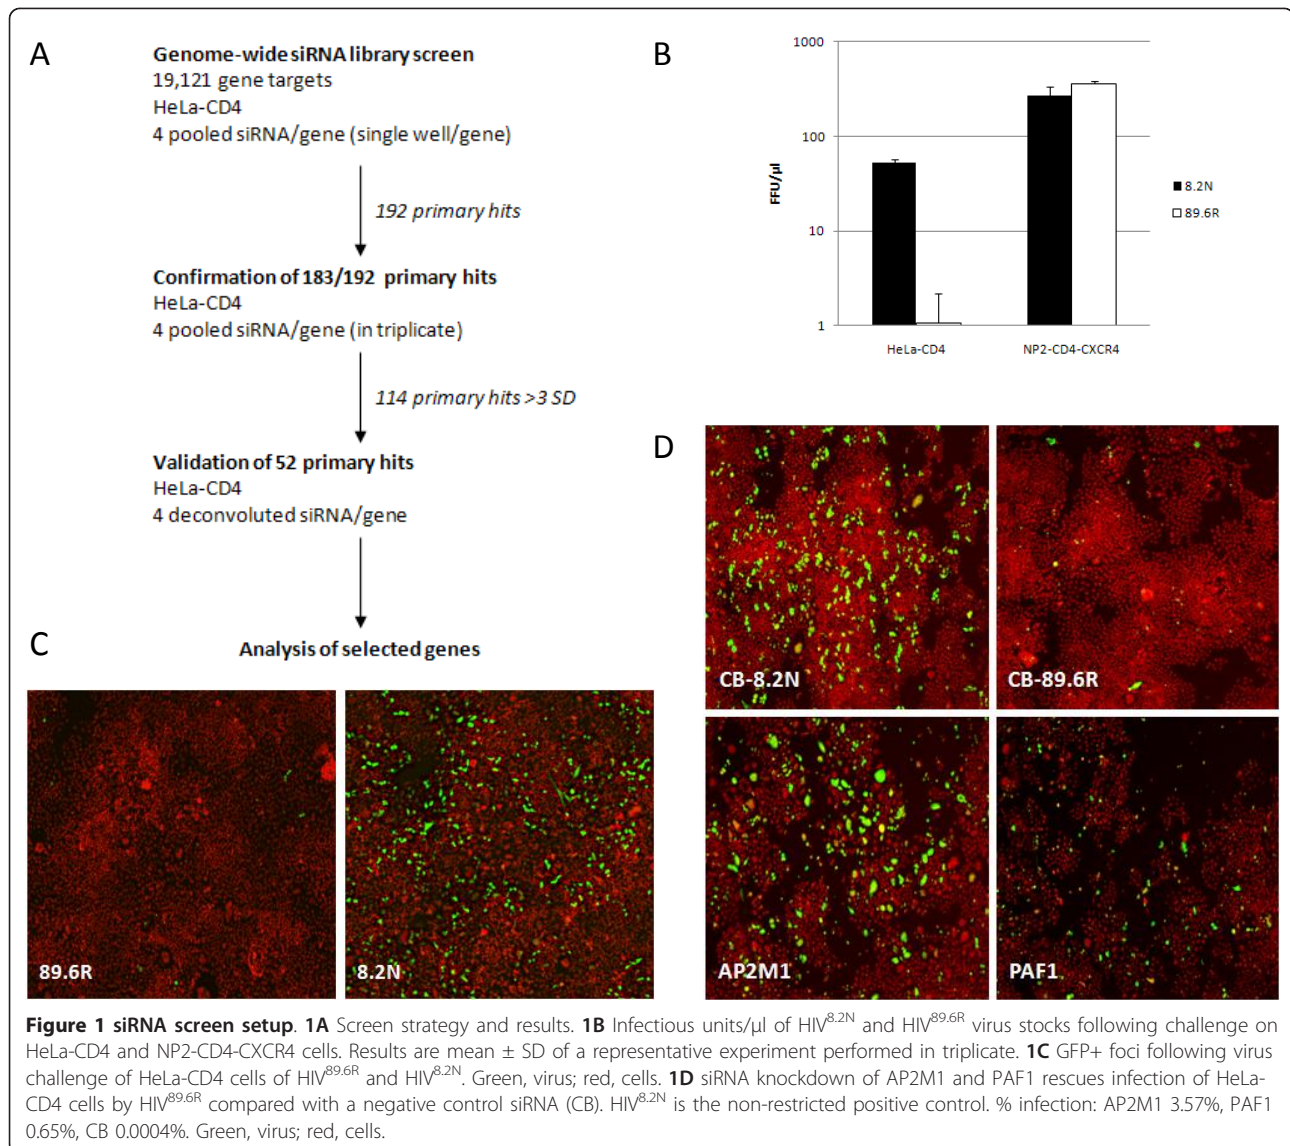 A
Genome-wide siRNA library screen
19,121 gene targets
HeLa-CD4
4 pooled siRNA/gene (single well/gene)
192 primary hits
Confirmation of 183/192 primary hits
HeLa-CD4
4 pooled siRNA/gene (in triplicate)
114 primary hits >3 SD
Validation of 52 primary hits
HeLa-CD4
4 deconvoluted siRNA/gene
Analysis of selected genes
B
1000
100
10
1
FFU/µl
HeLa-CD4
NP2-CD4-CXCR4
8.2N
89.6R
C
89.6R
8.2N
D
CB-8.2N
CB-89.6R
AP2M1
PAF1
Figure 1 siRNA screen setup. 1A Screen strategy and results. 1B Infectious units/µl of HIV8.2N and HIV89.6R virus stocks following challenge on
HeLa-CD4 and NP2-CD4-CXCR4 cells. Results are mean ± SD of a representative experiment performed in triplicate. 1C GFP+ foci following virus
challenge of HeLa-CD4 cells of HIV89.6R and HIV8.2N. Green, virus; red, cells. 1D siRNA knockdown of AP2M1 and PAF1 rescues infection of HeLa-
CD4 cells by HIV89.6R compared with a negative control siRNA (CB). HIV8.2N is the non-restricted positive control. % infection: AP2M1 3.57%, PAF1
0.65%, CB 0.0004%. Green, virus; red, cells.